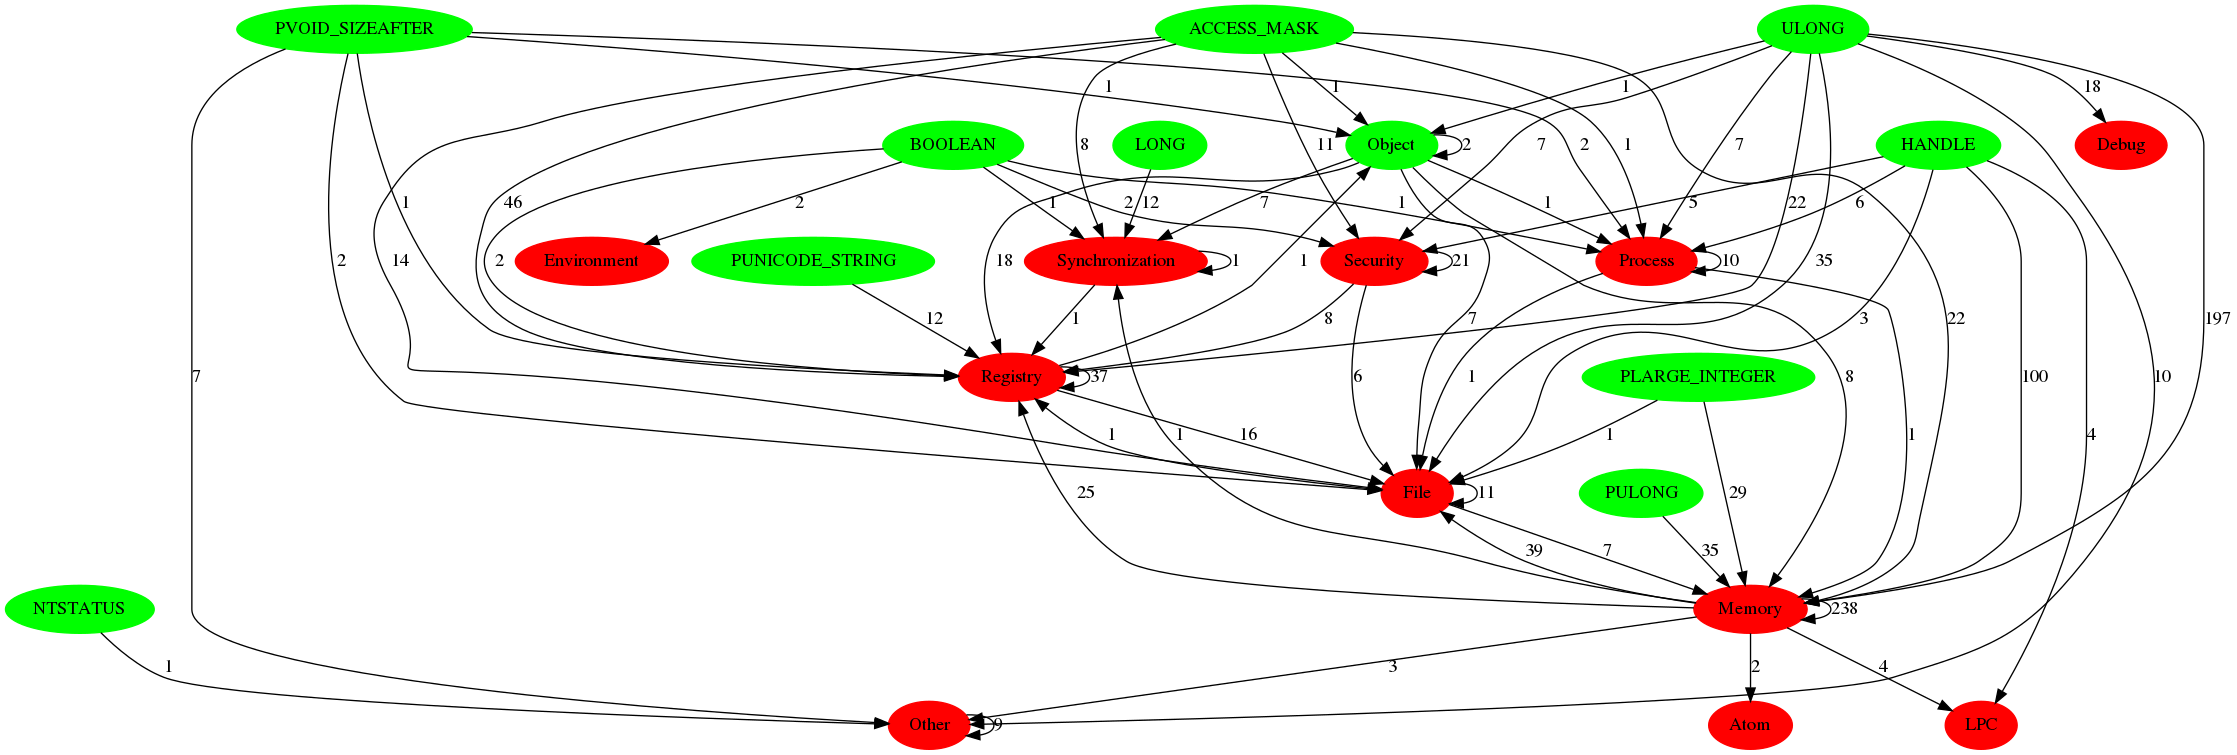 PVOID_SIZEAFTER ACCESS_MASK ULONG
1 1 1 18
BOOLEAN LONG Object HANDLE Debug
8 11 7 2 2 1 7
46 1 2 1 12 2 7 1 1 5 6 22
2 14 2 Environment PUNICODE_STRING 18 Synchronization 1 1 Security 21 Process 10 35
12 1 8 7 3 22 197
7 Registry 37 6 1 PLARGE_INTEGER 8 100 10
1 16 1 1 1 4
25 File 11 PULONG 29
39 7 35
NTSTATUS Memory 238
1 3 2 4
Other 9 Atom LPC